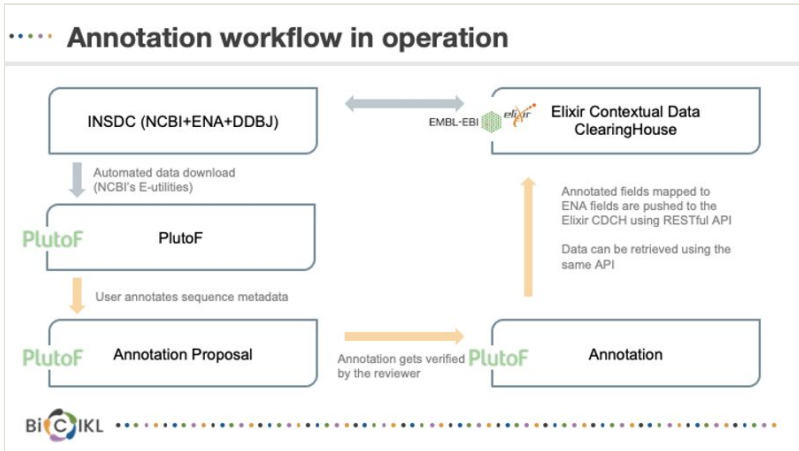 Annotation workflow in operation
INSDC (NCBI+ENA+DDBJ)
EMBL-EBI
elixir
Elixir Contextual Data
ClearingHouse
Automated data download
(NCBI's E-utilities)
PlutoF
PlutoF
Annotated fields mapped to
ENA fields are pushed to the
Elixir CDCH using RESTful API
Data can be retrieved using the
same API
User annotates sequence metadata
PlutoF
Annotation Proposal
Annotation gets verified
by the reviewer
PlutoF
Annotation
BiCIKL